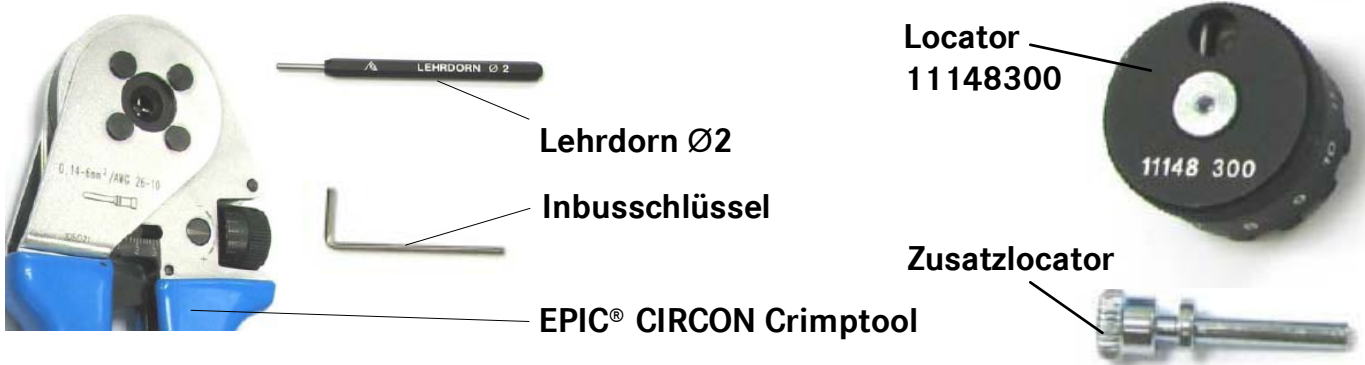 LEHRDORN Ø 2
Lehrdorn Ø2
Inbusschlüssel
0,14-6mm²/AWG 26-10
EPIC® CIRCON Crimptool
Locator
11148300
11148 300
10
Zusatzlocator